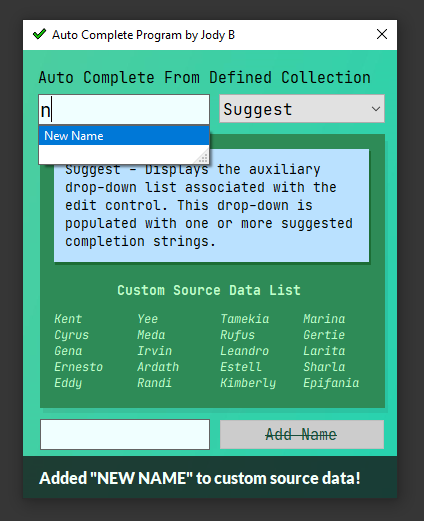 Auto Complete Program by Jody B
Auto Complete From Defined Collection
n
Suggest
New Name
Suggest - Displays the auxiliary
drop-down list associated with the
edit control. This drop-down is
populated with one or more suggested
completion strings.
Custom Source Data List
Kent Yee Tamekia Marina
Cyrus Meda Rufus Gertie
Gena Irvin Leandro Larita
Ernesto Ardath Estell Sharla
Eddy Randi Kimberly Epifania
Add Name
Added "NEW NAME" to custom source data!